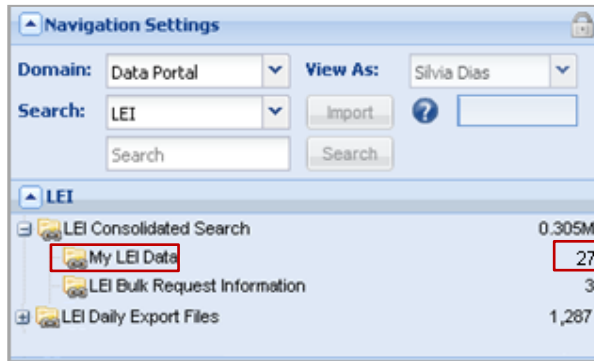 Navigation Settings
Domain: Data Portal View As: Silvia Dias
Search: LEI Import ?
Search Search
LEI
LEI Consolidated Search 0.305M
My LEI Data 27
LEI Bulk Request Information 3
LEI Daily Export Files 1,287